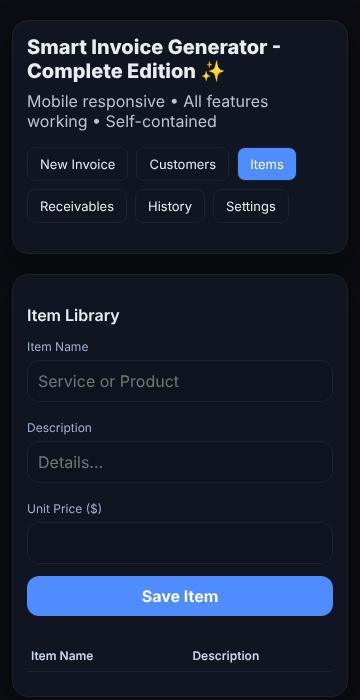 Smart Invoice Generator -
Complete Edition ✨
Mobile responsive • All features
working • Self-contained
New Invoice Customers Items
Receivables History Settings
Item Library
Item Name
Service or Product
Description
Details...
Unit Price ($)
Save Item
Item Name Description